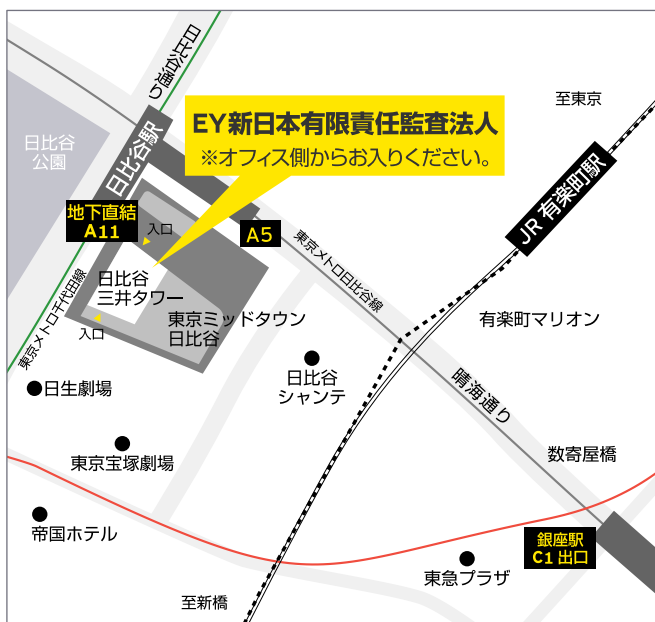 日比谷通り
至東京
EY新日本有限責任監査法人
※オフィス側からお入りください。
日比谷
公園
日比谷駅
JR 有楽町駅
地下直結
A11
入口
A5
東京メトロ日比谷線
日比谷
三井タワー
東京メトロ千代田線
入口
東京ミッドタウン
日比谷
有楽町マリオン
日生劇場
日比谷
シャンテ
晴海通り
東京宝塚劇場
数寄屋橋
帝国ホテル
銀座駅
C1 出口
東急プラザ
至新橋